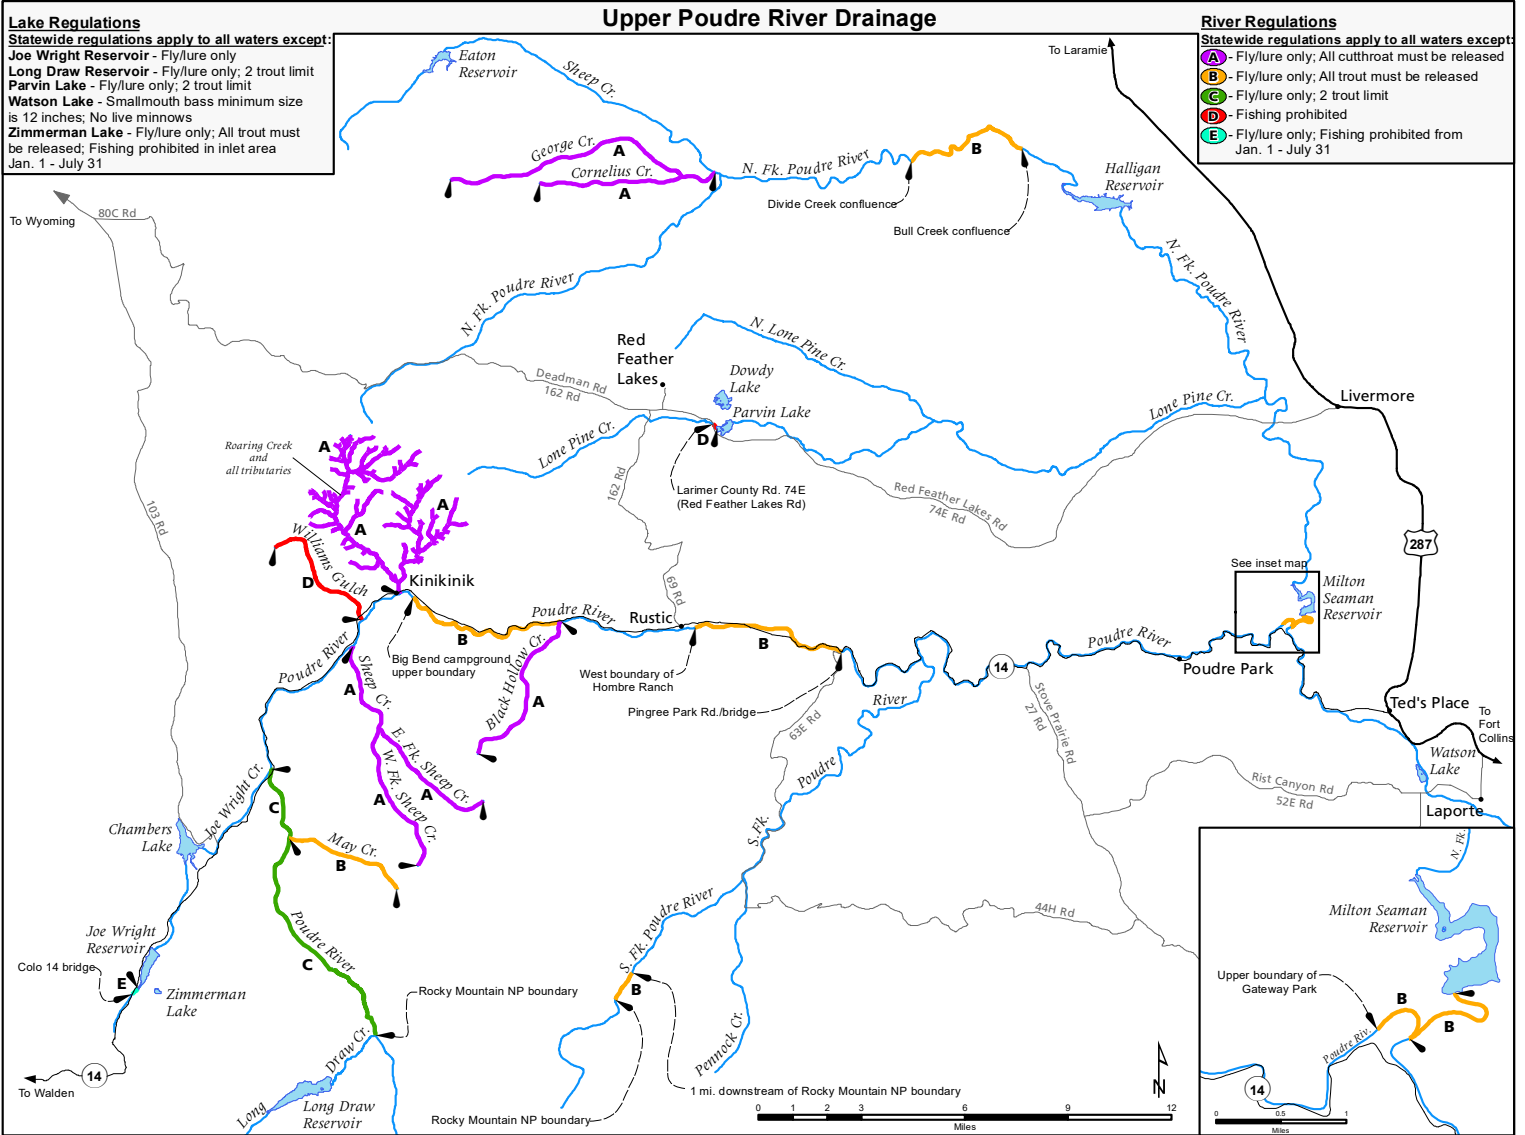 Upper Poudre River Drainage
Lake Regulations
Statewide regulations apply to all waters except:
Joe Wright Reservoir - Fly/lure only
Long Draw Reservoir - Fly/lure only; 2 trout limit
Parvin Lake - Fly/lure only; 2 trout limit
Watson Lake - Smallmouth bass minimum size
is 12 inches; No live minnows
Zimmerman Lake - Fly/lure only; All trout must
be released; Fishing prohibited in inlet area
Jan. 1 - July 31
River Regulations
Statewide regulations apply to all waters except:
A - Fly/lure only; All cutthroat must be released
B - Fly/lure only; All trout must be released
C - Fly/lure only; 2 trout limit
D - Fishing prohibited
E - Fly/lure only; Fishing prohibited from
Jan. 1 - July 31
To Laramie
Eaton
Reservoir
Sheep Cr.
George Cr.
A
Cornelius Cr.
A
N. Fk. Poudre River
B
Divide Creek confluence
Bull Creek confluence
Halligan
Reservoir
To Wyoming
80C Rd
N. Fk. Poudre River
N. Fk. Poudre River
Red
Feather
Lakes
N. Lone Pine Cr.
Deadman Rd
162 Rd
Dowdy
Lake
Parvin Lake
D
Lone Pine Cr.
Lone Pine Cr.
Livermore
Roaring Creek
and
all tributaries
A
A
A
162 Rd
Larimer County Rd. 74E
(Red Feather Lakes Rd)
Red Feather Lakes Rd
74E Rd
103 Rd
287
Williams Gulch
D
Kinikinik
69 Rd
See inset map
Milton
Seaman
Reservoir
Poudre River
B
Poudre River
Rustic
B
Big Bend campground
upper boundary
West boundary of
Hombre Ranch
Pingree Park Rd./bridge
14
Poudre River
Poudre Park
Sheep Cr.
A
Black Hollow Cr.
A
E. Fk. Sheep Cr.
A
W. Fk. Sheep Cr.
A
63E Rd
River
Poudre
S. Fk.
Stove Prairie Rd
27 Rd
Ted's Place
To
Fort
Collins
Watson
Lake
Rist Canyon Rd
52E Rd
Laporte
Joe Wright Cr.
C
Chambers
Lake
May Cr.
B
S. Fk. Poudre River
44H Rd
Poudre River
C
Joe Wright
Reservoir
Colo 14 bridge
E
Zimmerman
Lake
Rocky Mountain NP boundary
B
Pennock Cr.
Draw Cr.
Long
Long Draw
Reservoir
14
To Walden
1 mi. downstream of Rocky Mountain NP boundary
Rocky Mountain NP boundary
N
0 1 2 3 6 9 12
Miles
N. Fk.
Milton Seaman
Reservoir
Upper boundary of
Gateway Park
B
B
Poudre Riv.
14
0 0.5 1
Miles